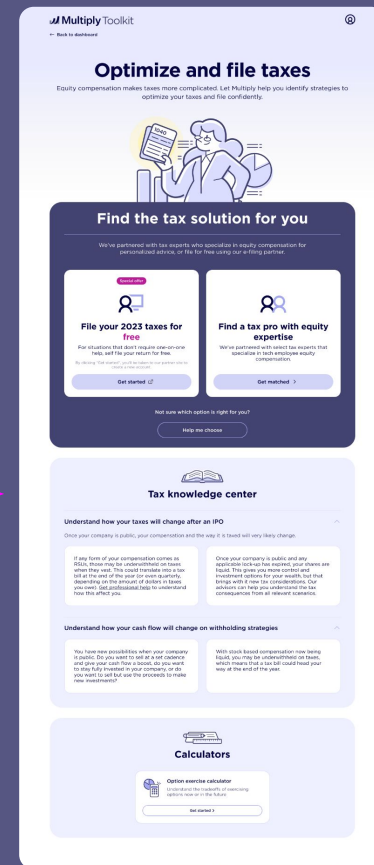 Multiply Toolkit
← Back to dashboard
Optimize and file taxes
Equity compensation makes taxes more complicated. Let Multiply help you identify strategies to
optimize your taxes and file confidently.
1040
Find the tax solution for you
We've partnered with tax experts who specialize in equity compensation for
personalized advice, or file for free using our e-filing partner.
Special offer
File your 2023 taxes for
free
For situations that don't require one-on-one
help, self file your return for free.
By clicking "Get started", you'll be taken to our partner site to
create a new account.
Get started
Find a tax pro with equity
expertise
We've partnered with select tax experts that
specialize in tech employee equity
compensation.
Get matched >
Not sure which option is right for you?
Help me choose
Tax knowledge center
Understand how your taxes will change after an IPO
Once your company is public, your compensation and the way it is taxed will very likely change.
If any form of your compensation comes as
RSUs, those may be underwithheld on taxes
when they vest. This could translate into a tax
bill at the end of the year (or even quarterly,
depending on the amount of dollars in taxes
you owe). Get professional help to understand
how this affect you.
Once your company is public and any
applicable lock-up has expired, your shares are
liquid. This gives you more control and
investment options for your wealth, but that
brings with it new tax considerations. Our
advisors can help you understand the tax
consequences from all relevant scenarios.
Understand how your cash flow will change on withholding strategies
You have new possibilities when your company
is public. Do you want to sell at a set cadence
and give your cash flow a boost, do you want
to stay fully invested in your company, or do
you want to sell but use the proceeds to make
new investments?
With stock based compensation now being
liquid, you may be underwithheld on taxes,
which means that a tax bill could head your
way at the end of the year.
Calculators
Option exercise calculator
Understand the tradeoffs of exercising
options now or in the future
Get started >